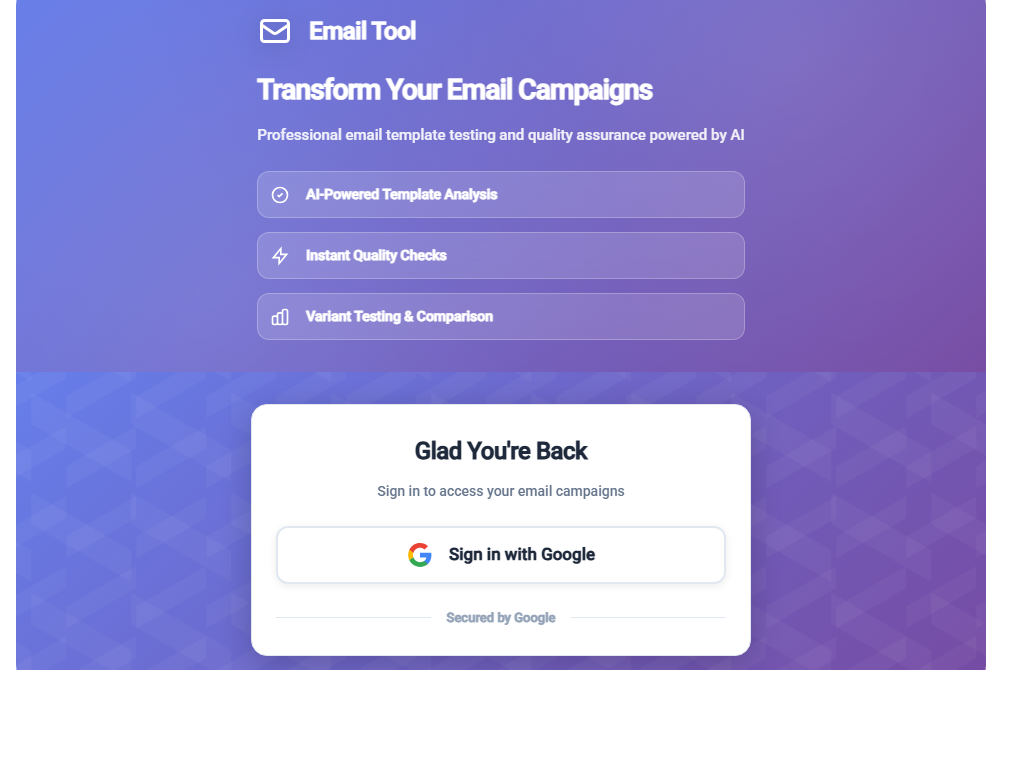 Email Tool
Transform Your Email Campaigns
Professional email template testing and quality assurance powered by AI
AI-Powered Template Analysis
Instant Quality Checks
Variant Testing & Comparison
Glad You're Back
Sign in to access your email campaigns
Sign in with Google
Secured by Google